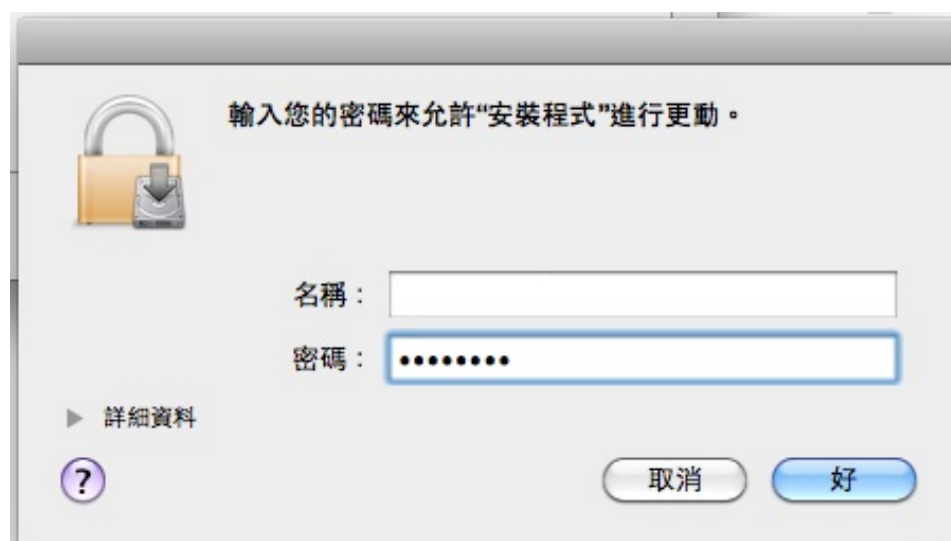 輸入您的密碼來允許“安裝程式”進行更動。
名稱：
密碼：••••••••
詳細資料
?
取消 好